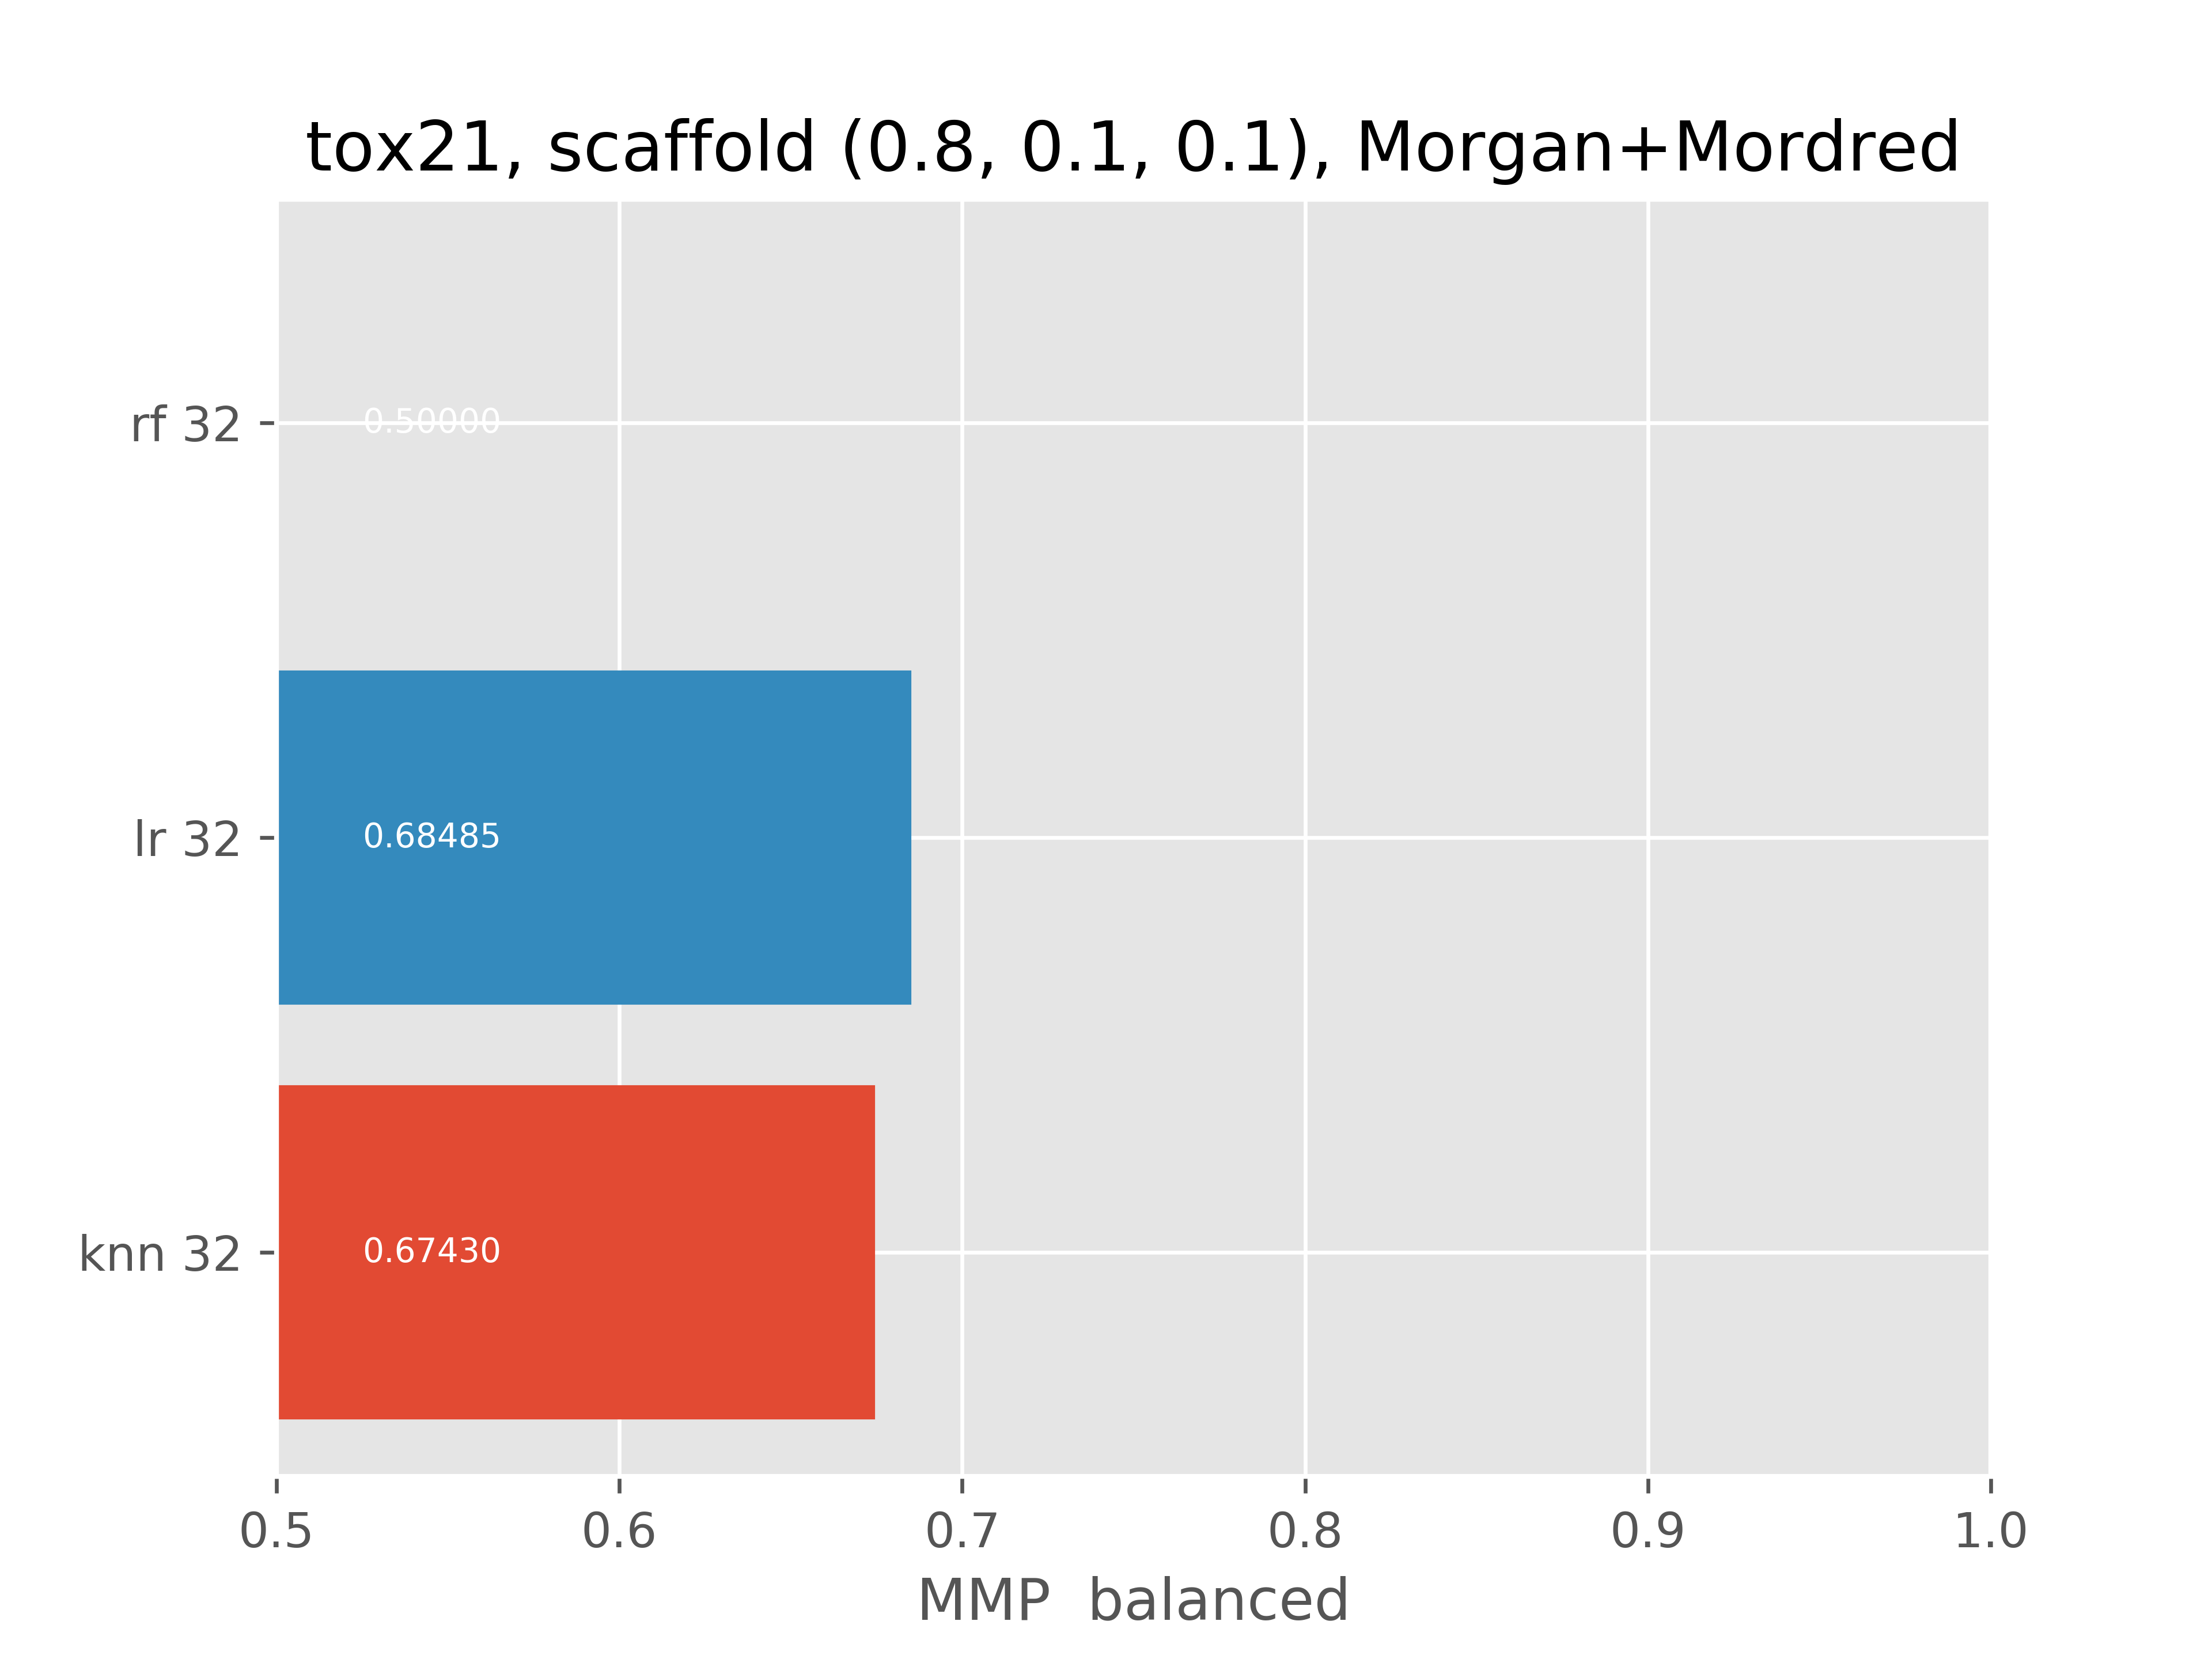 tox21, scaffold (0.8, 0.1, 0.1), Morgan+Mordred
rf 32
0.50000
lr 32
0.68485
knn 32
0.67430
0.5 0.6 0.7 0.8 0.9 1.0
MMP  balanced